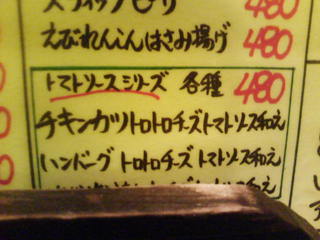 480
えびれんこんはさみ揚げ 480
トマトソースシリーズ 各種 480
チキンカツトロトロチーズトマトソース和え
ハンバーグトロトロチーズトマトソース和え